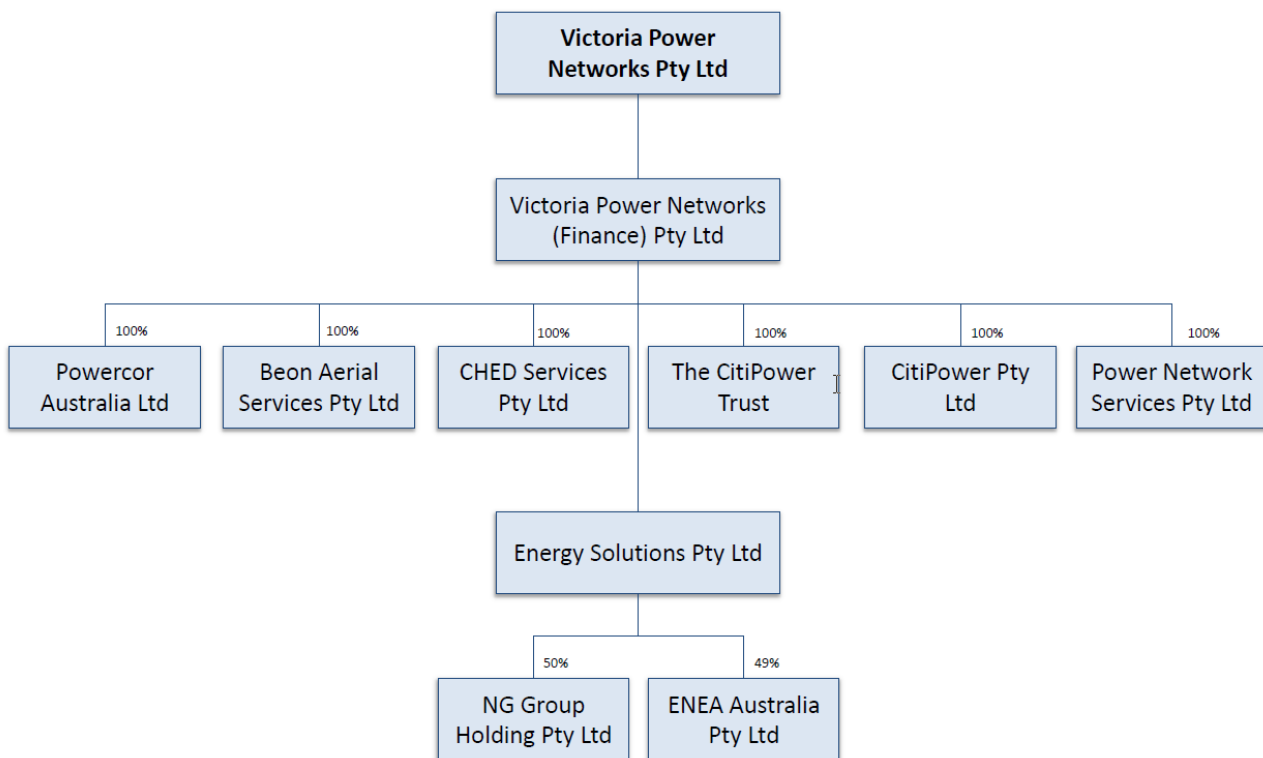 Victoria Power
Networks Pty Ltd
Victoria Power Networks
(Finance) Pty Ltd
100%
100%
100%
100%
100%
100%
Powercor
Australia Ltd
Beon Aerial
Services Pty Ltd
CHED Services
Pty Ltd
The CitiPower
Trust
CitiPower Pty
Ltd
Power Network
Services Pty Ltd
Energy Solutions Pty Ltd
50%
49%
NG Group
Holding Pty Ltd
ENEA Australia
Pty Ltd